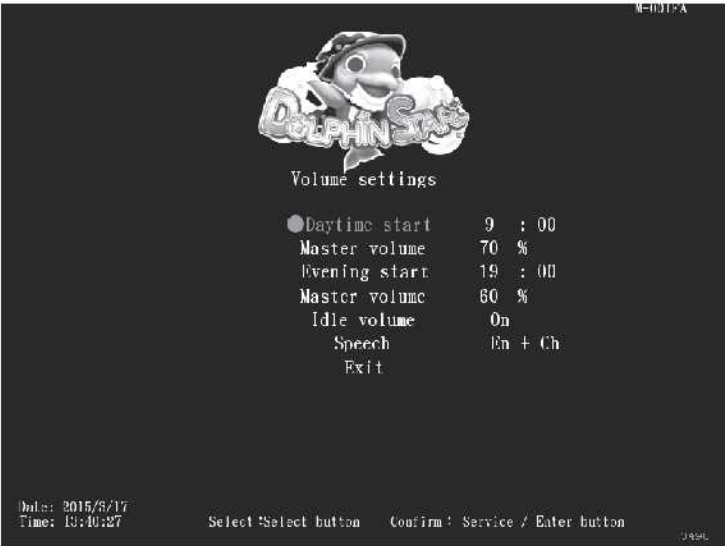 DOLPHIN STARS
Volume settings
Daytime start 9 : 00
Master volume 70 %
Evening start 19 : 00
Master volume 60 %
Idle volume On
Speech En + Ch
Exit
Date: 2015/3/17
Time: 13:40:27
Select :Select button Confirm : Service / Enter button